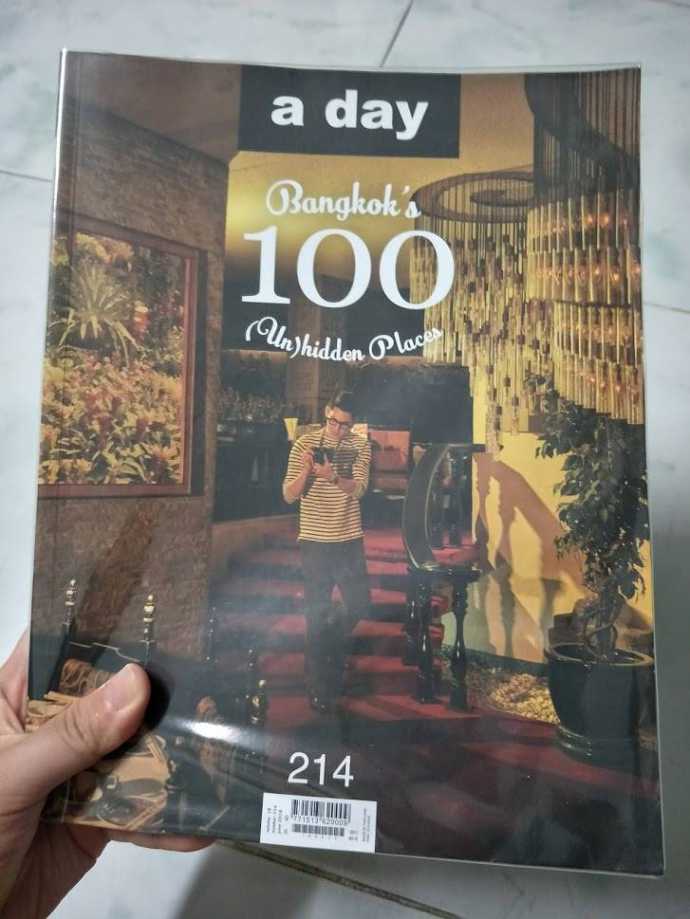 a day
Bangkok's
100
(Un)hidden Places
214